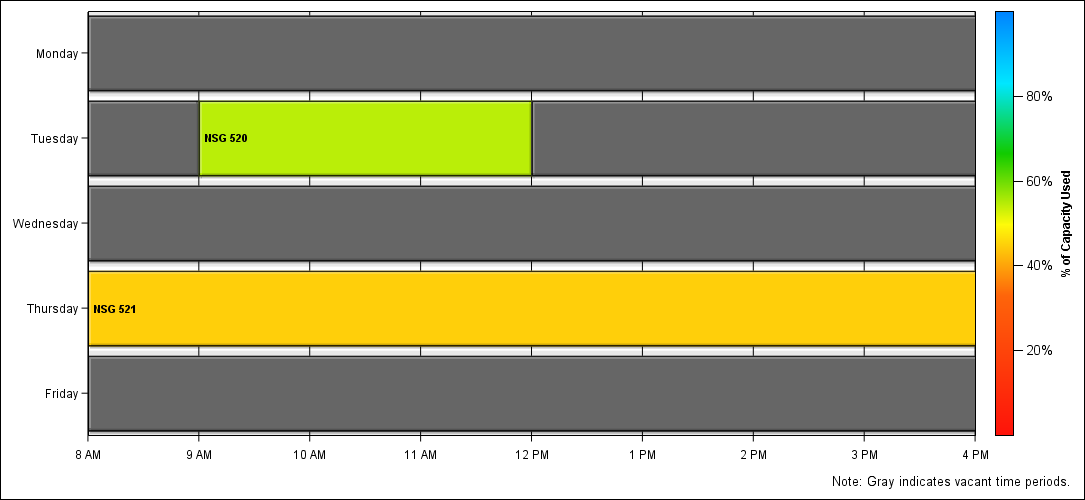 Monday
Tuesday
Wednesday
Thursday
Friday
NSG 520
NSG 521
8 AM
9 AM
10 AM
11 AM
12 PM
1 PM
2 PM
3 PM
4 PM
80%
60%
40%
20%
% of Capacity Used
Note: Gray indicates vacant time periods.